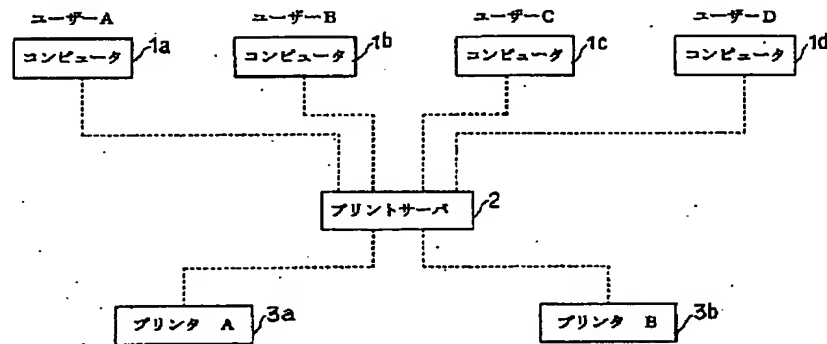 ユーザーA ユーザーB ユーザーC ユーザーD
コンピュータ 1a コンピュータ 1b コンピュータ 1c コンピュータ 1d
プリントサーバ 2
プリンタ A 3a プリンタ B 3b